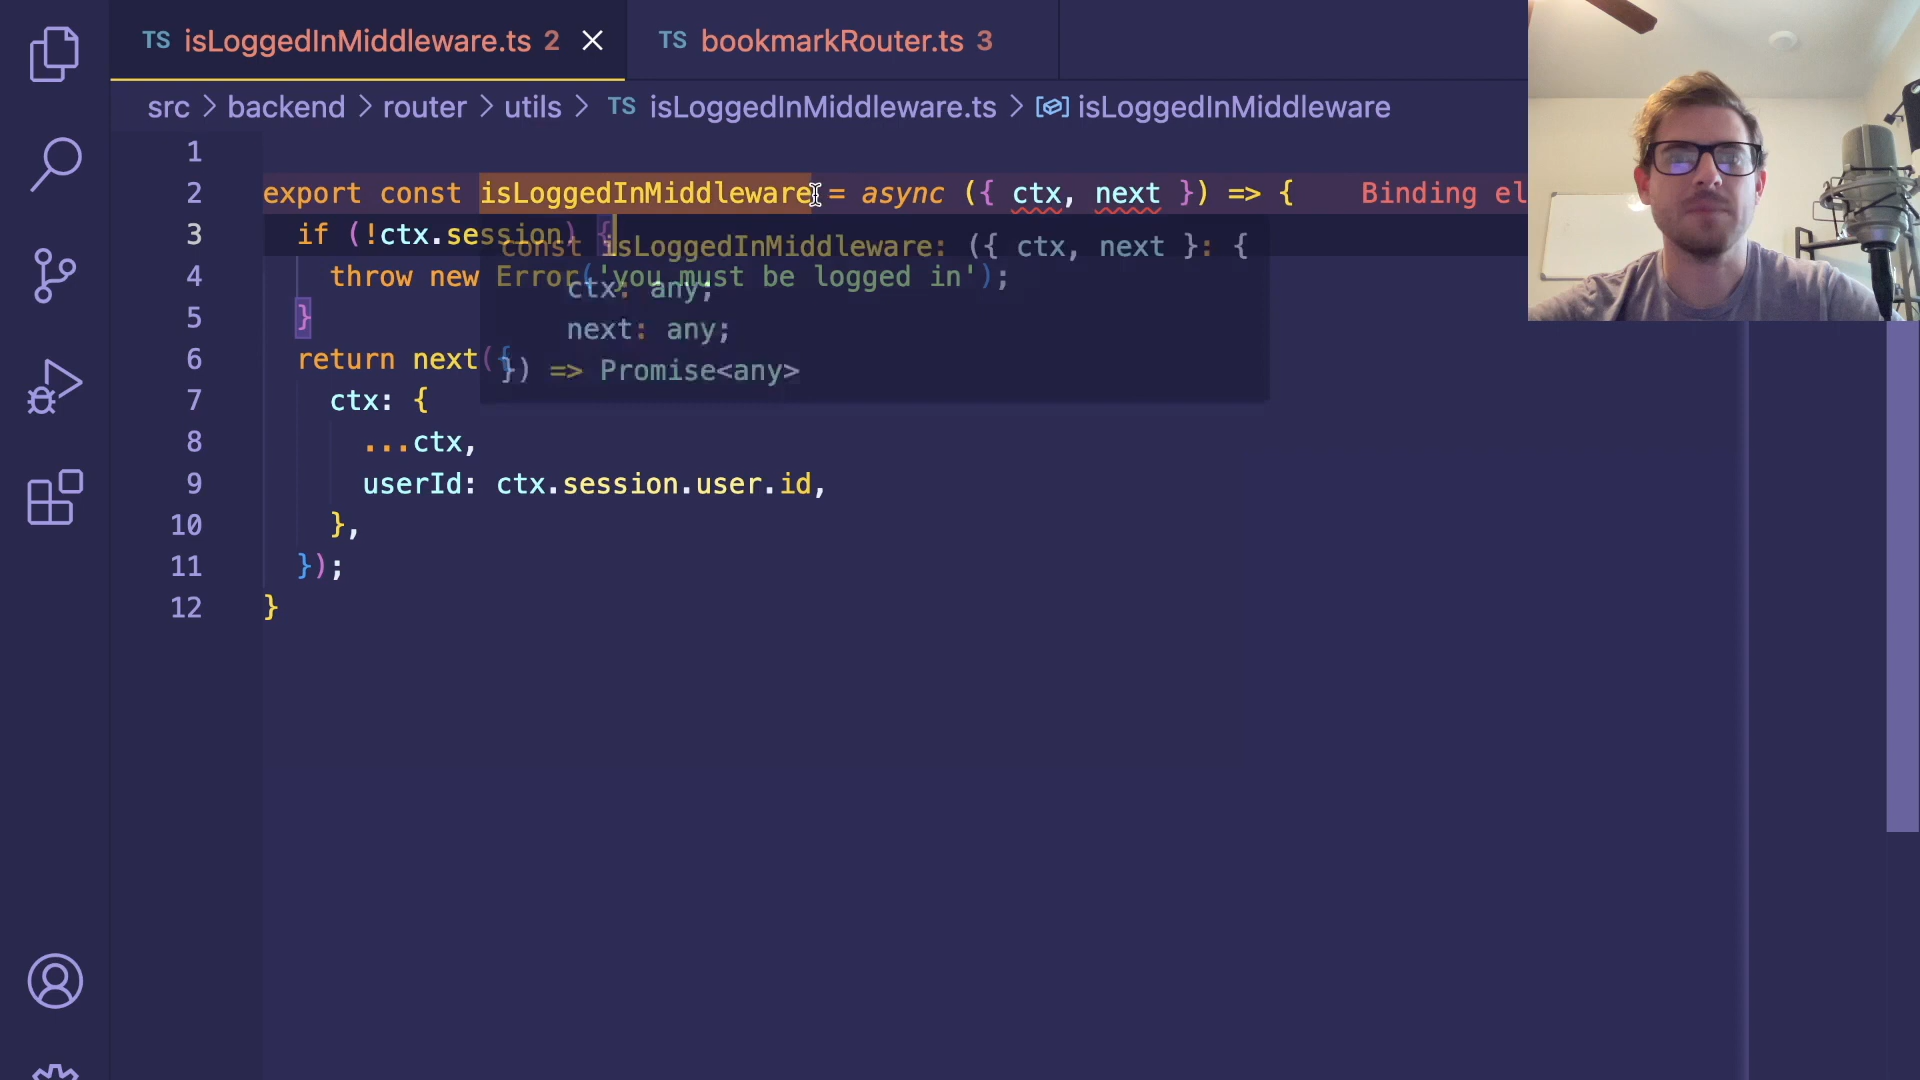 TS isLoggedInMiddleware.ts 2
TS bookmarkRouter.ts 3
src > backend > router > utils > TS isLoggedInMiddleware.ts > isLoggedInMiddleware
1
2 export const isLoggedInMiddleware = async ({ ctx, next }) => { Binding el
3 if (!ctx.session) {
const isLoggedInMiddleware: ({ ctx, next }: {
4 throw new Error('you must be logged in');
ctx: any;
5 }
next: any;
6 return next({
}) => Promise<any>
7 ctx: {
8 ...ctx,
9 userId: ctx.session.user.id,
10 },
11 });
12 }